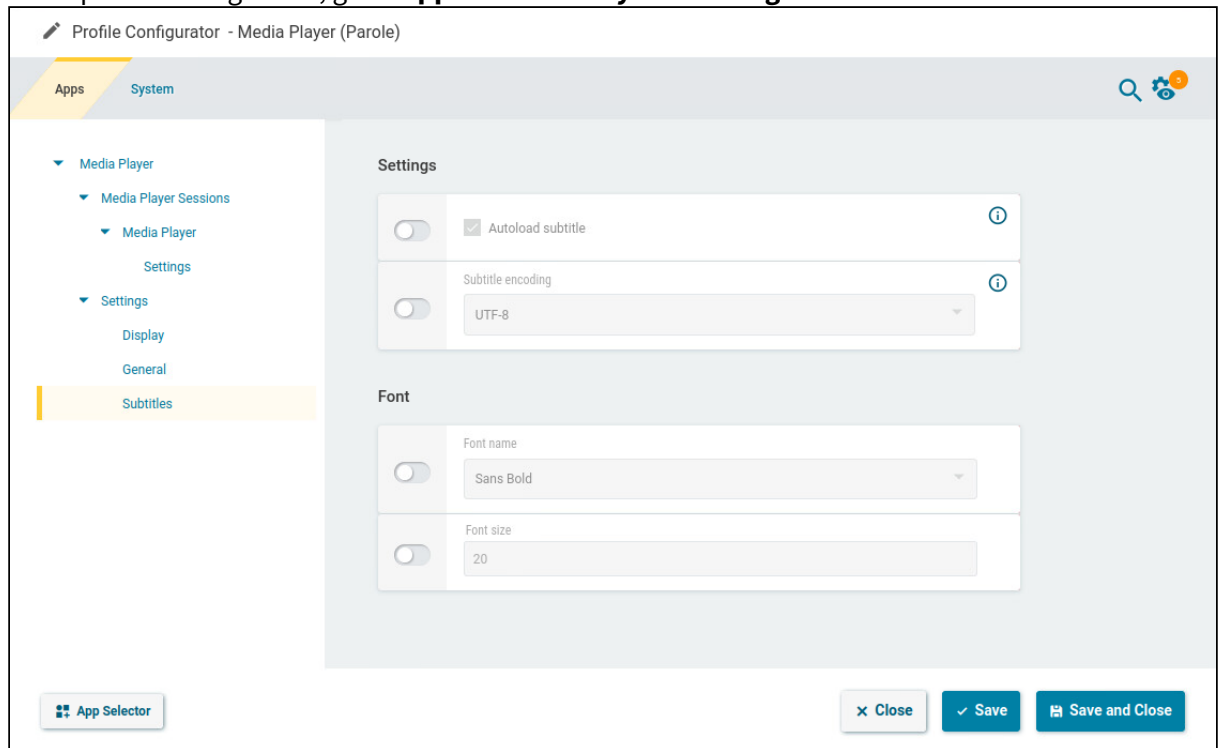 Profile Configurator - Media Player (Parole)
Apps
System
5
Media Player
Media Player Sessions
Media Player
Settings
Settings
Display
General
Subtitles
Settings
Autoload subtitle
Subtitle encoding
UTF-8
Font
Font name
Sans Bold
Font size
20
App Selector
Close
Save
Save and Close